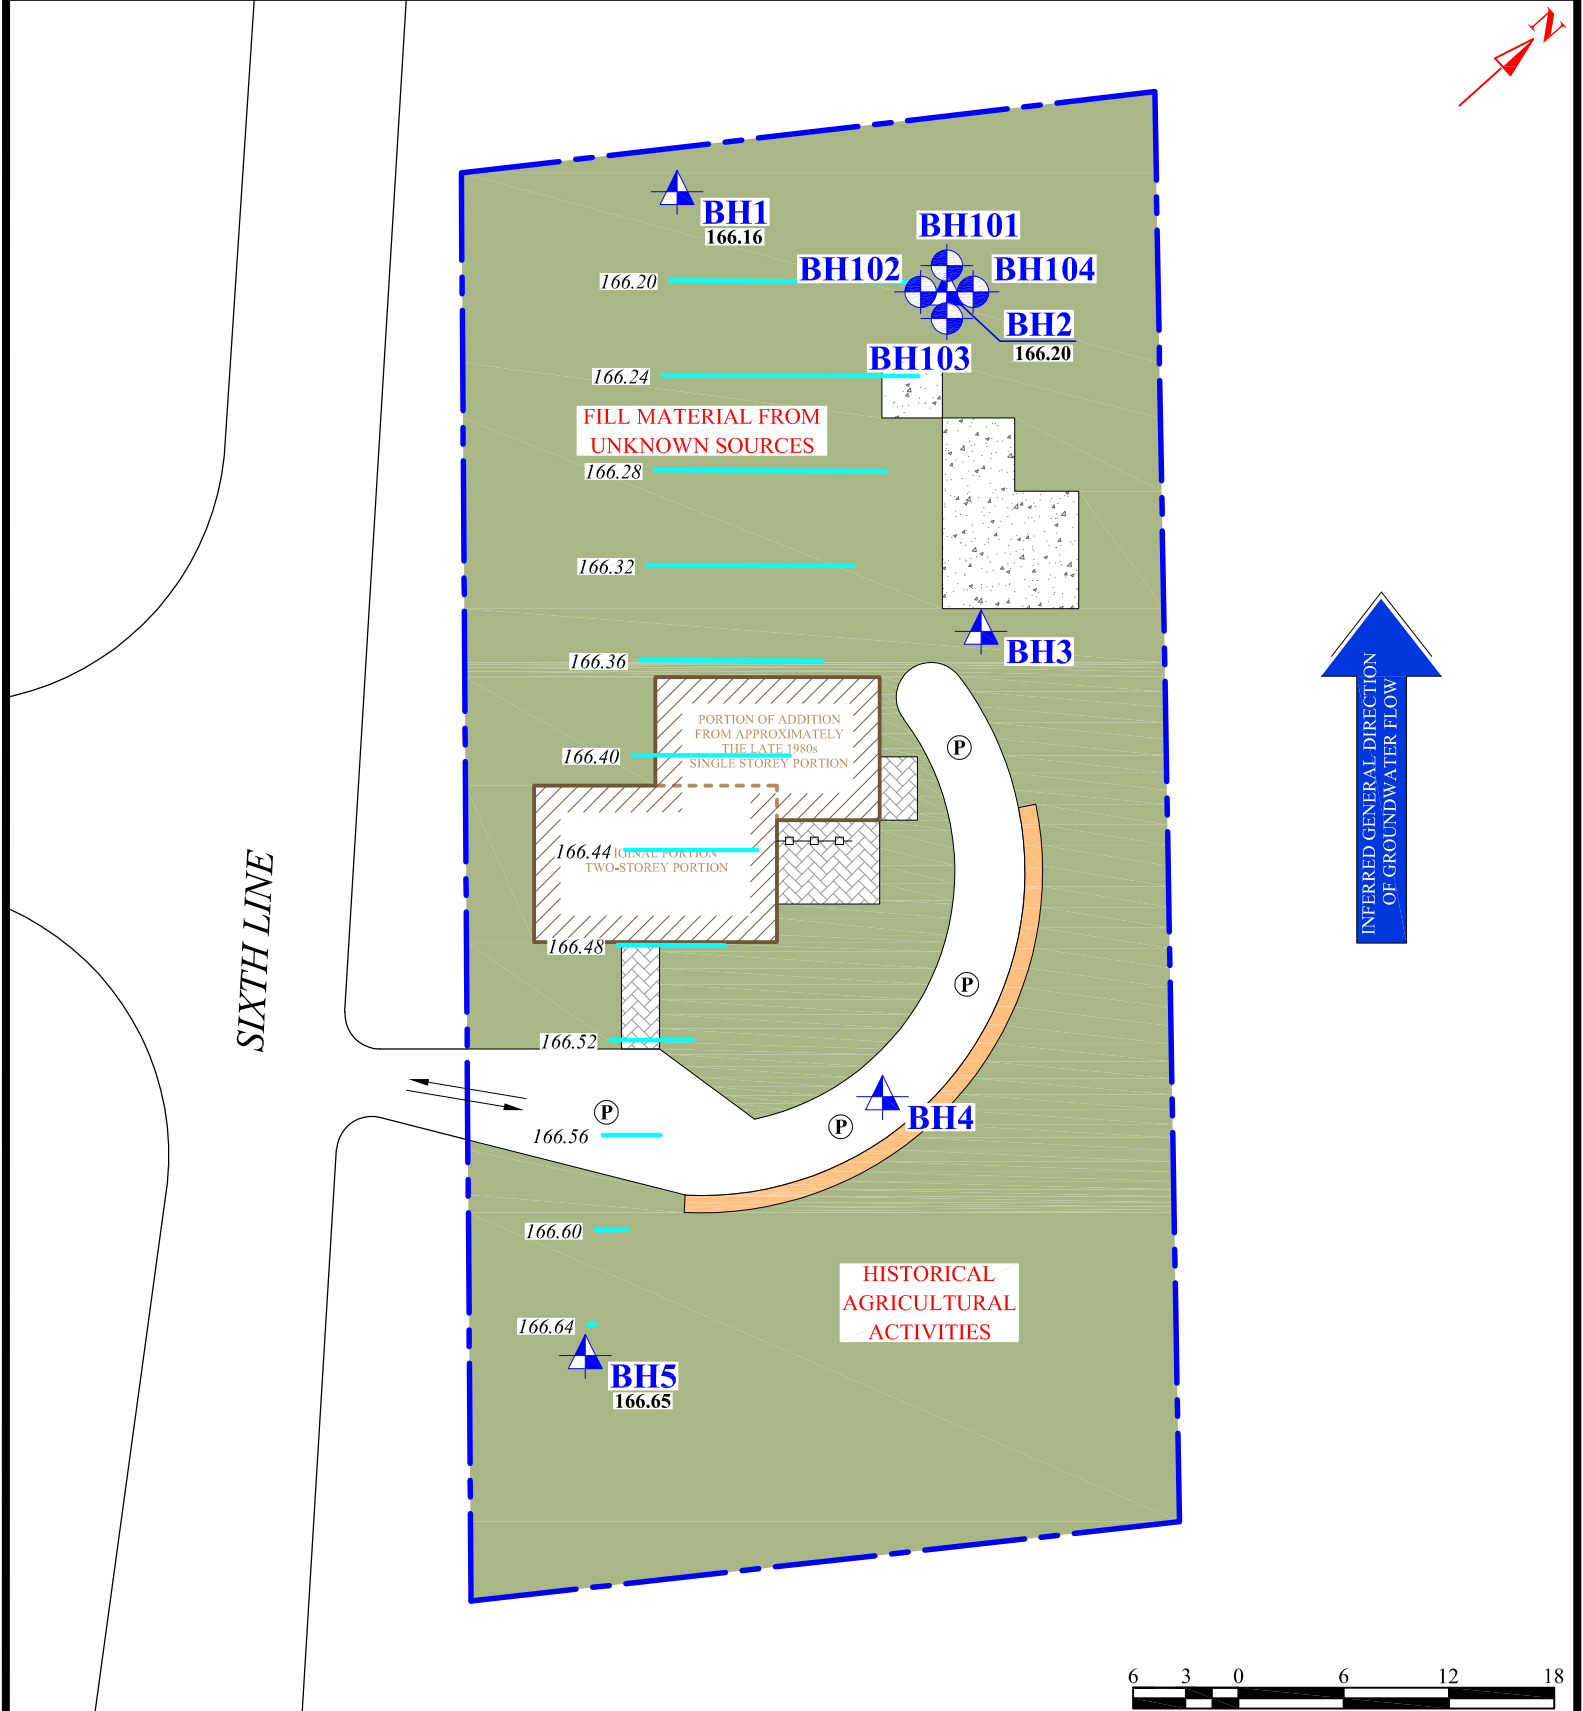 N
BH1
166.16
BH101
BH102
BH104
166.20
BH2
166.20
BH103
166.24
FILL MATERIAL FROM
UNKNOWN SOURCES
166.28
166.32
BH3
166.36
INFERRED GENERAL DIRECTION
OF GROUNDWATER FLOW
PORTION OF ADDITION
FROM APPROXIMATELY
THE LATE 1980s
SINGLE STOREY PORTION
P
166.40
166.44
IGINAL PORTION
TWO-STOREY PORTION
SIXTH LINE
166.48
P
166.52
P
P
BH4
166.56
166.60
HISTORICAL
AGRICULTURAL
ACTIVITIES
166.64
BH5
166.65
6 3 0 6 12 18